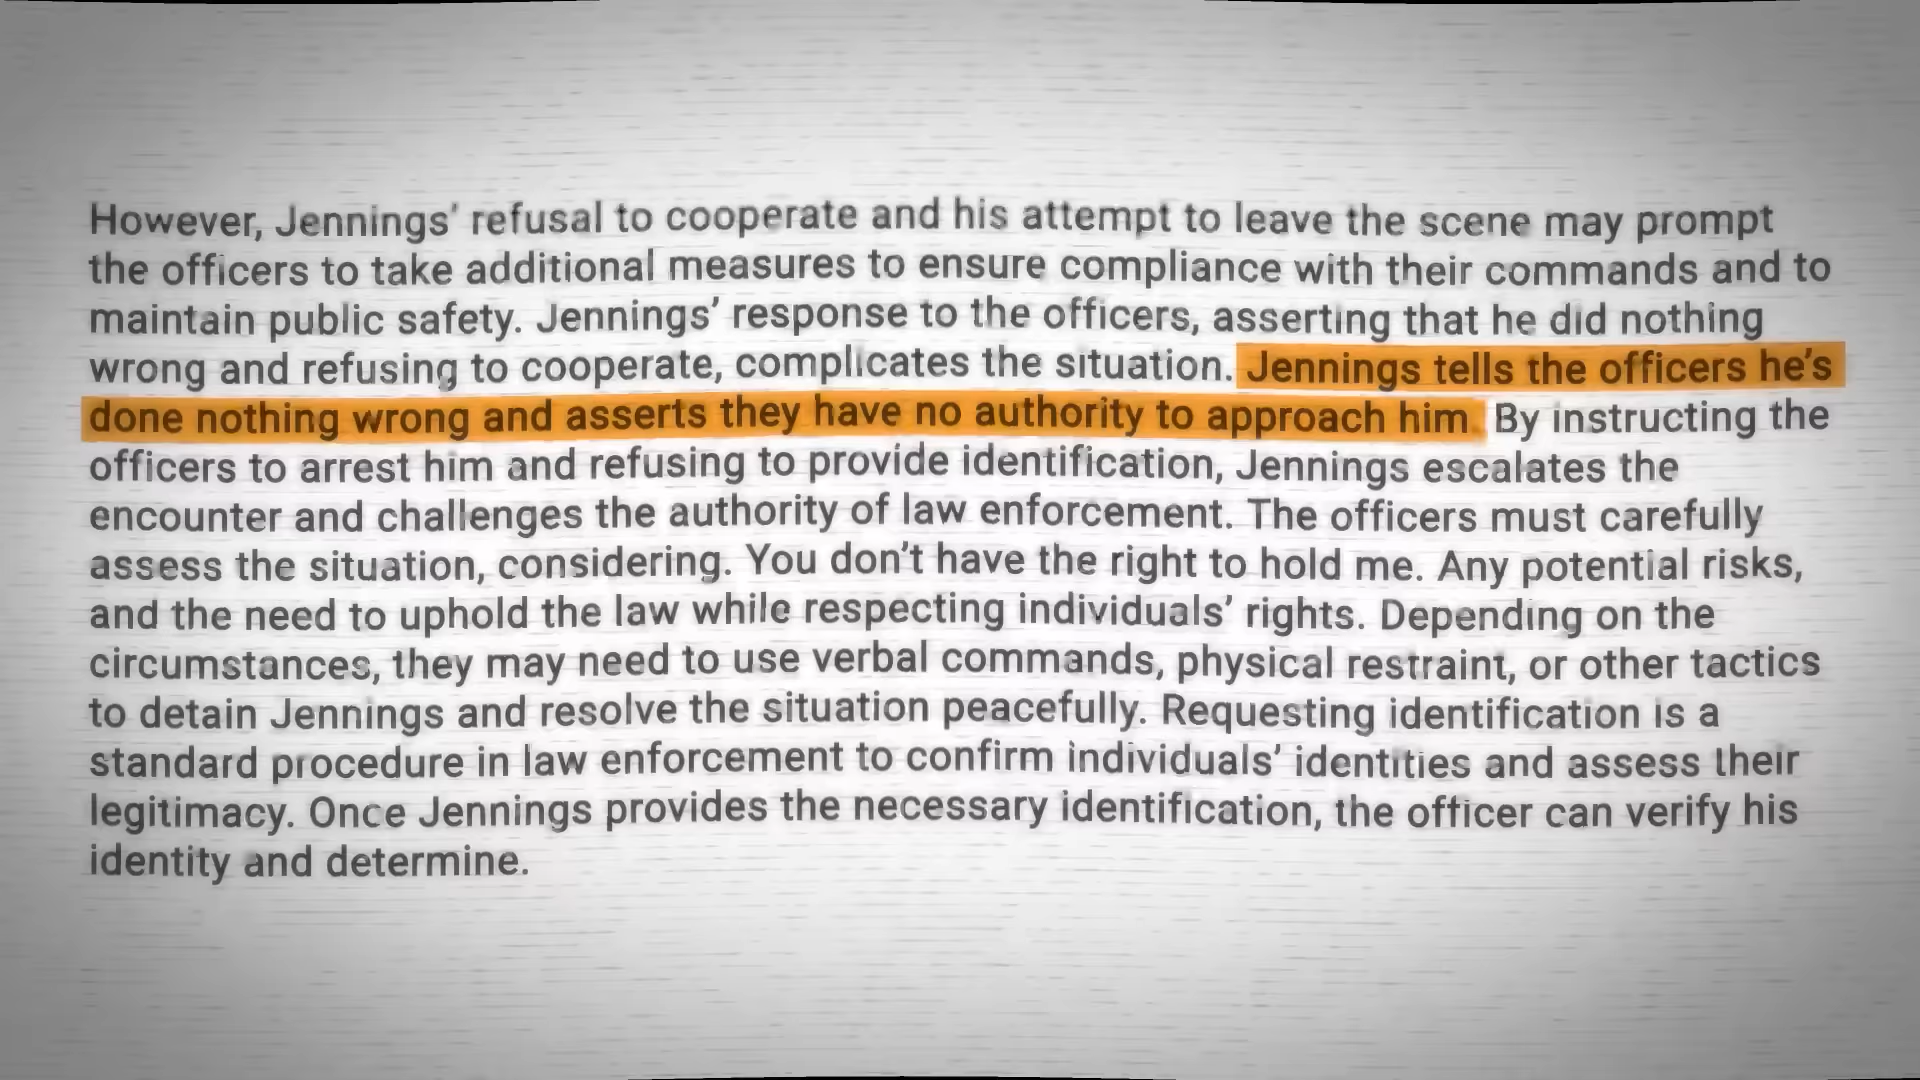 However, Jennings’ refusal to cooperate and his attempt to leave the scene may prompt
the officers to take additional measures to ensure compliance with their commands and to
maintain public safety. Jennings’ response to the officers, asserting that he did nothing
wrong and refusing to cooperate, complicates the situation. Jennings tells the officers he’s
done nothing wrong and asserts they have no authority to approach him. By instructing the
officers to arrest him and refusing to provide identification, Jennings escalates the
encounter and challenges the authority of law enforcement. The officers must carefully
assess the situation, considering. You don’t have the right to hold me. Any potential risks,
and the need to uphold the law while respecting individuals’ rights. Depending on the
circumstances, they may need to use verbal commands, physical restraint, or other tactics
to detain Jennings and resolve the situation peacefully. Requesting identification is a
standard procedure in law enforcement to confirm individuals’ identities and assess their
legitimacy. Once Jennings provides the necessary identification, the officer can verify his
identity and determine.